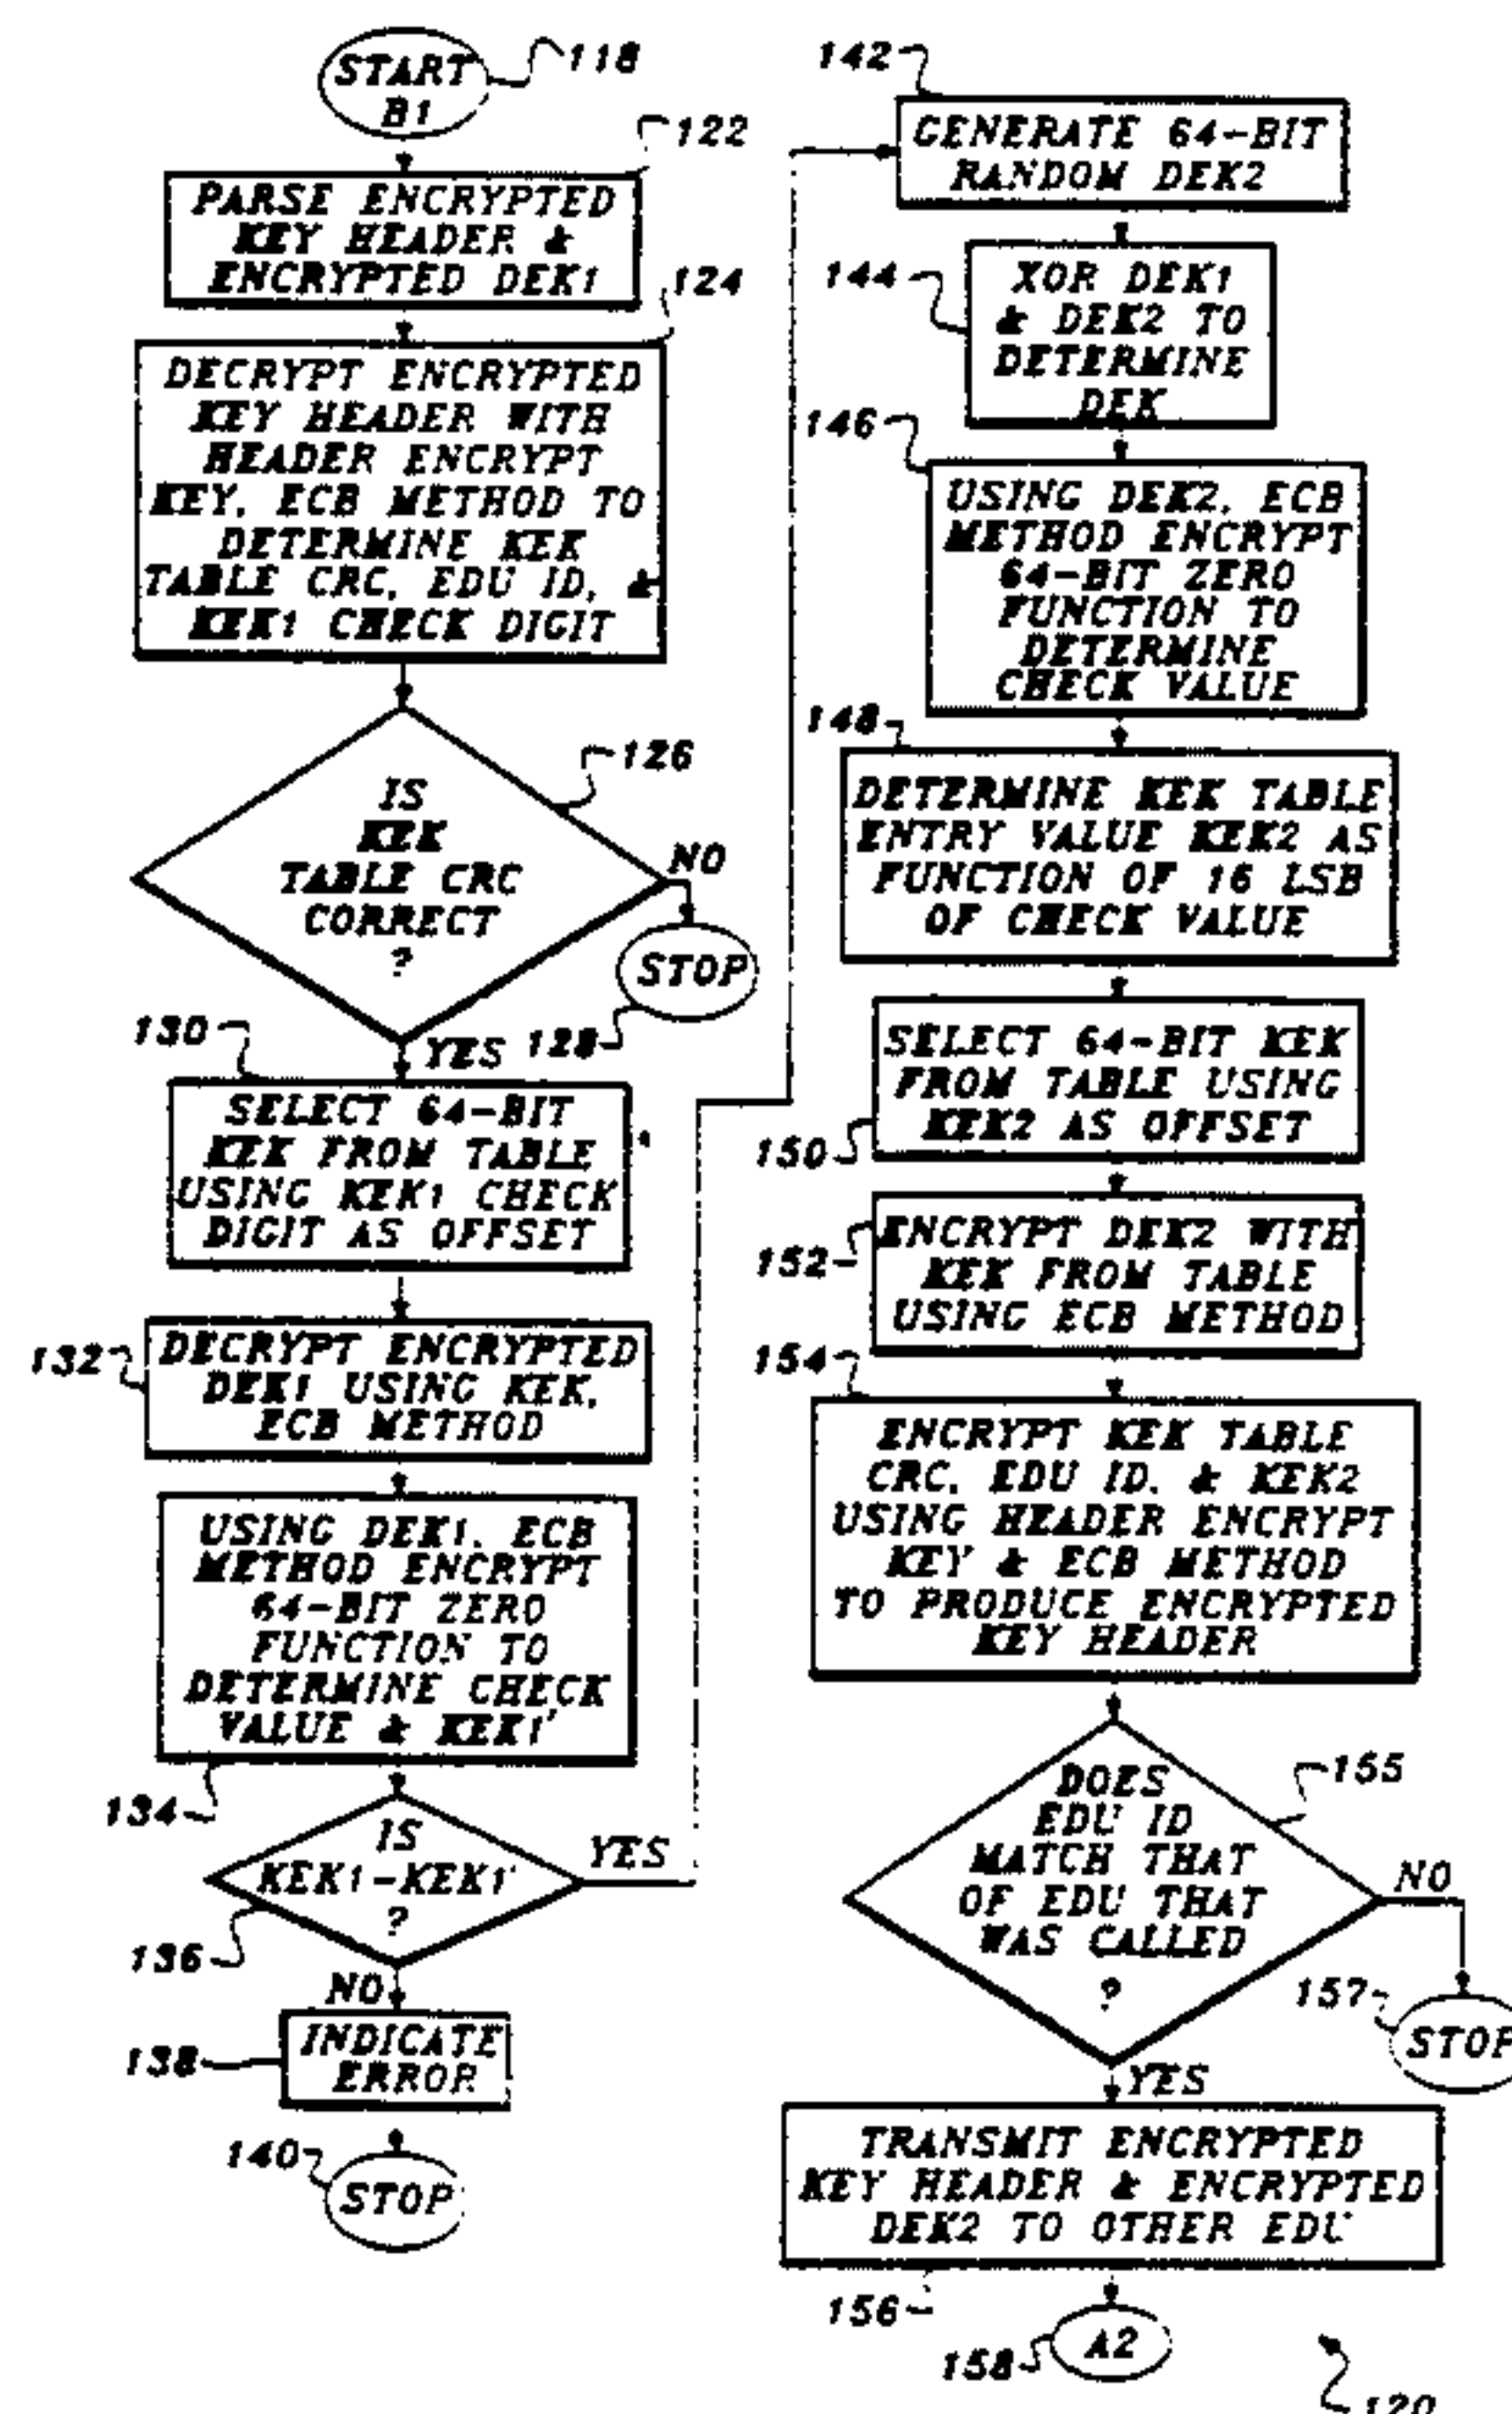 START
B1
118
122
PARSE ENCRYPTED
KEY HEADER &
ENCRYPTED DEK1
124
DECRYPT ENCRYPTED
KEY HEADER WITH
HEADER ENCRYPT
KEY, ECB METHOD TO
DETERMINE KEK
TABLE CRC, EDU ID, &
KEK1 CHECK DIGIT
126
IS
KEK
TABLE CRC
CORRECT
?
NO
STOP
128
YES
130
SELECT 64-BIT
KEK FROM TABLE
USING KEK1 CHECK
DIGIT AS OFFSET
132
DECRYPT ENCRYPTED
DEK1 USING KEK,
ECB METHOD
USING DEK1, ECB
METHOD ENCRYPT
64-BIT ZERO
FUNCTION TO
DETERMINE CHECK
VALUE & KEK1'
134
IS
KEK1-KEK1'
?
YES
136
NO
138
INDICATE
ERROR
140
STOP
142
GENERATE 64-BIT
RANDOM DEK2
144
XOR DEK1
& DEK2 TO
DETERMINE
DEK
146
USING DEK2, ECB
METHOD ENCRYPT
64-BIT ZERO
FUNCTION TO
DETERMINE
CHECK VALUE
148
DETERMINE KEK TABLE
ENTRY VALUE KEK2 AS
FUNCTION OF 16 LSB
OF CHECK VALUE
SELECT 64-BIT KEK
FROM TABLE USING
KEK2 AS OFFSET
150
ENCRYPT DEK2 WITH
KEK FROM TABLE
USING ECB METHOD
152
154
ENCRYPT KEK TABLE
CRC, EDU ID, & KEK2
USING HEADER ENCRYPT
KEY & ECB METHOD
TO PRODUCE ENCRYPTED
KEY HEADER
155
DOES
EDU ID
MATCH THAT
OF EDU THAT
WAS CALLED
?
NO
157
STOP
YES
TRANSMIT ENCRYPTED
KEY HEADER & ENCRYPTED
DEK2 TO OTHER EDU
156
A2
158
120